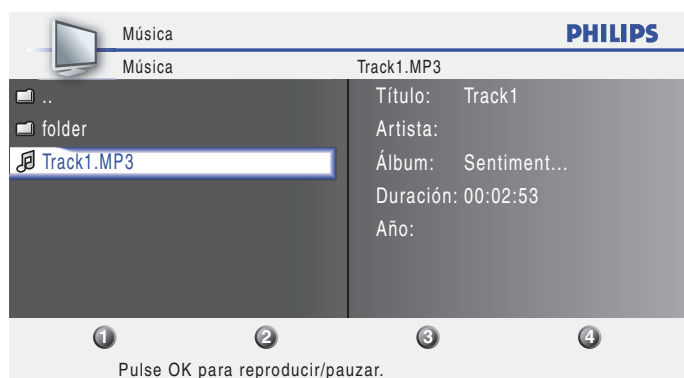 Música
PHILIPS
Música
Track1.MP3
..
folder
Track1.MP3
Título: Track1
Artista:
Álbum: Sentiment...
Duración: 00:02:53
Año:
1 2 3 4
Pulse OK para reproducir/pauzar.